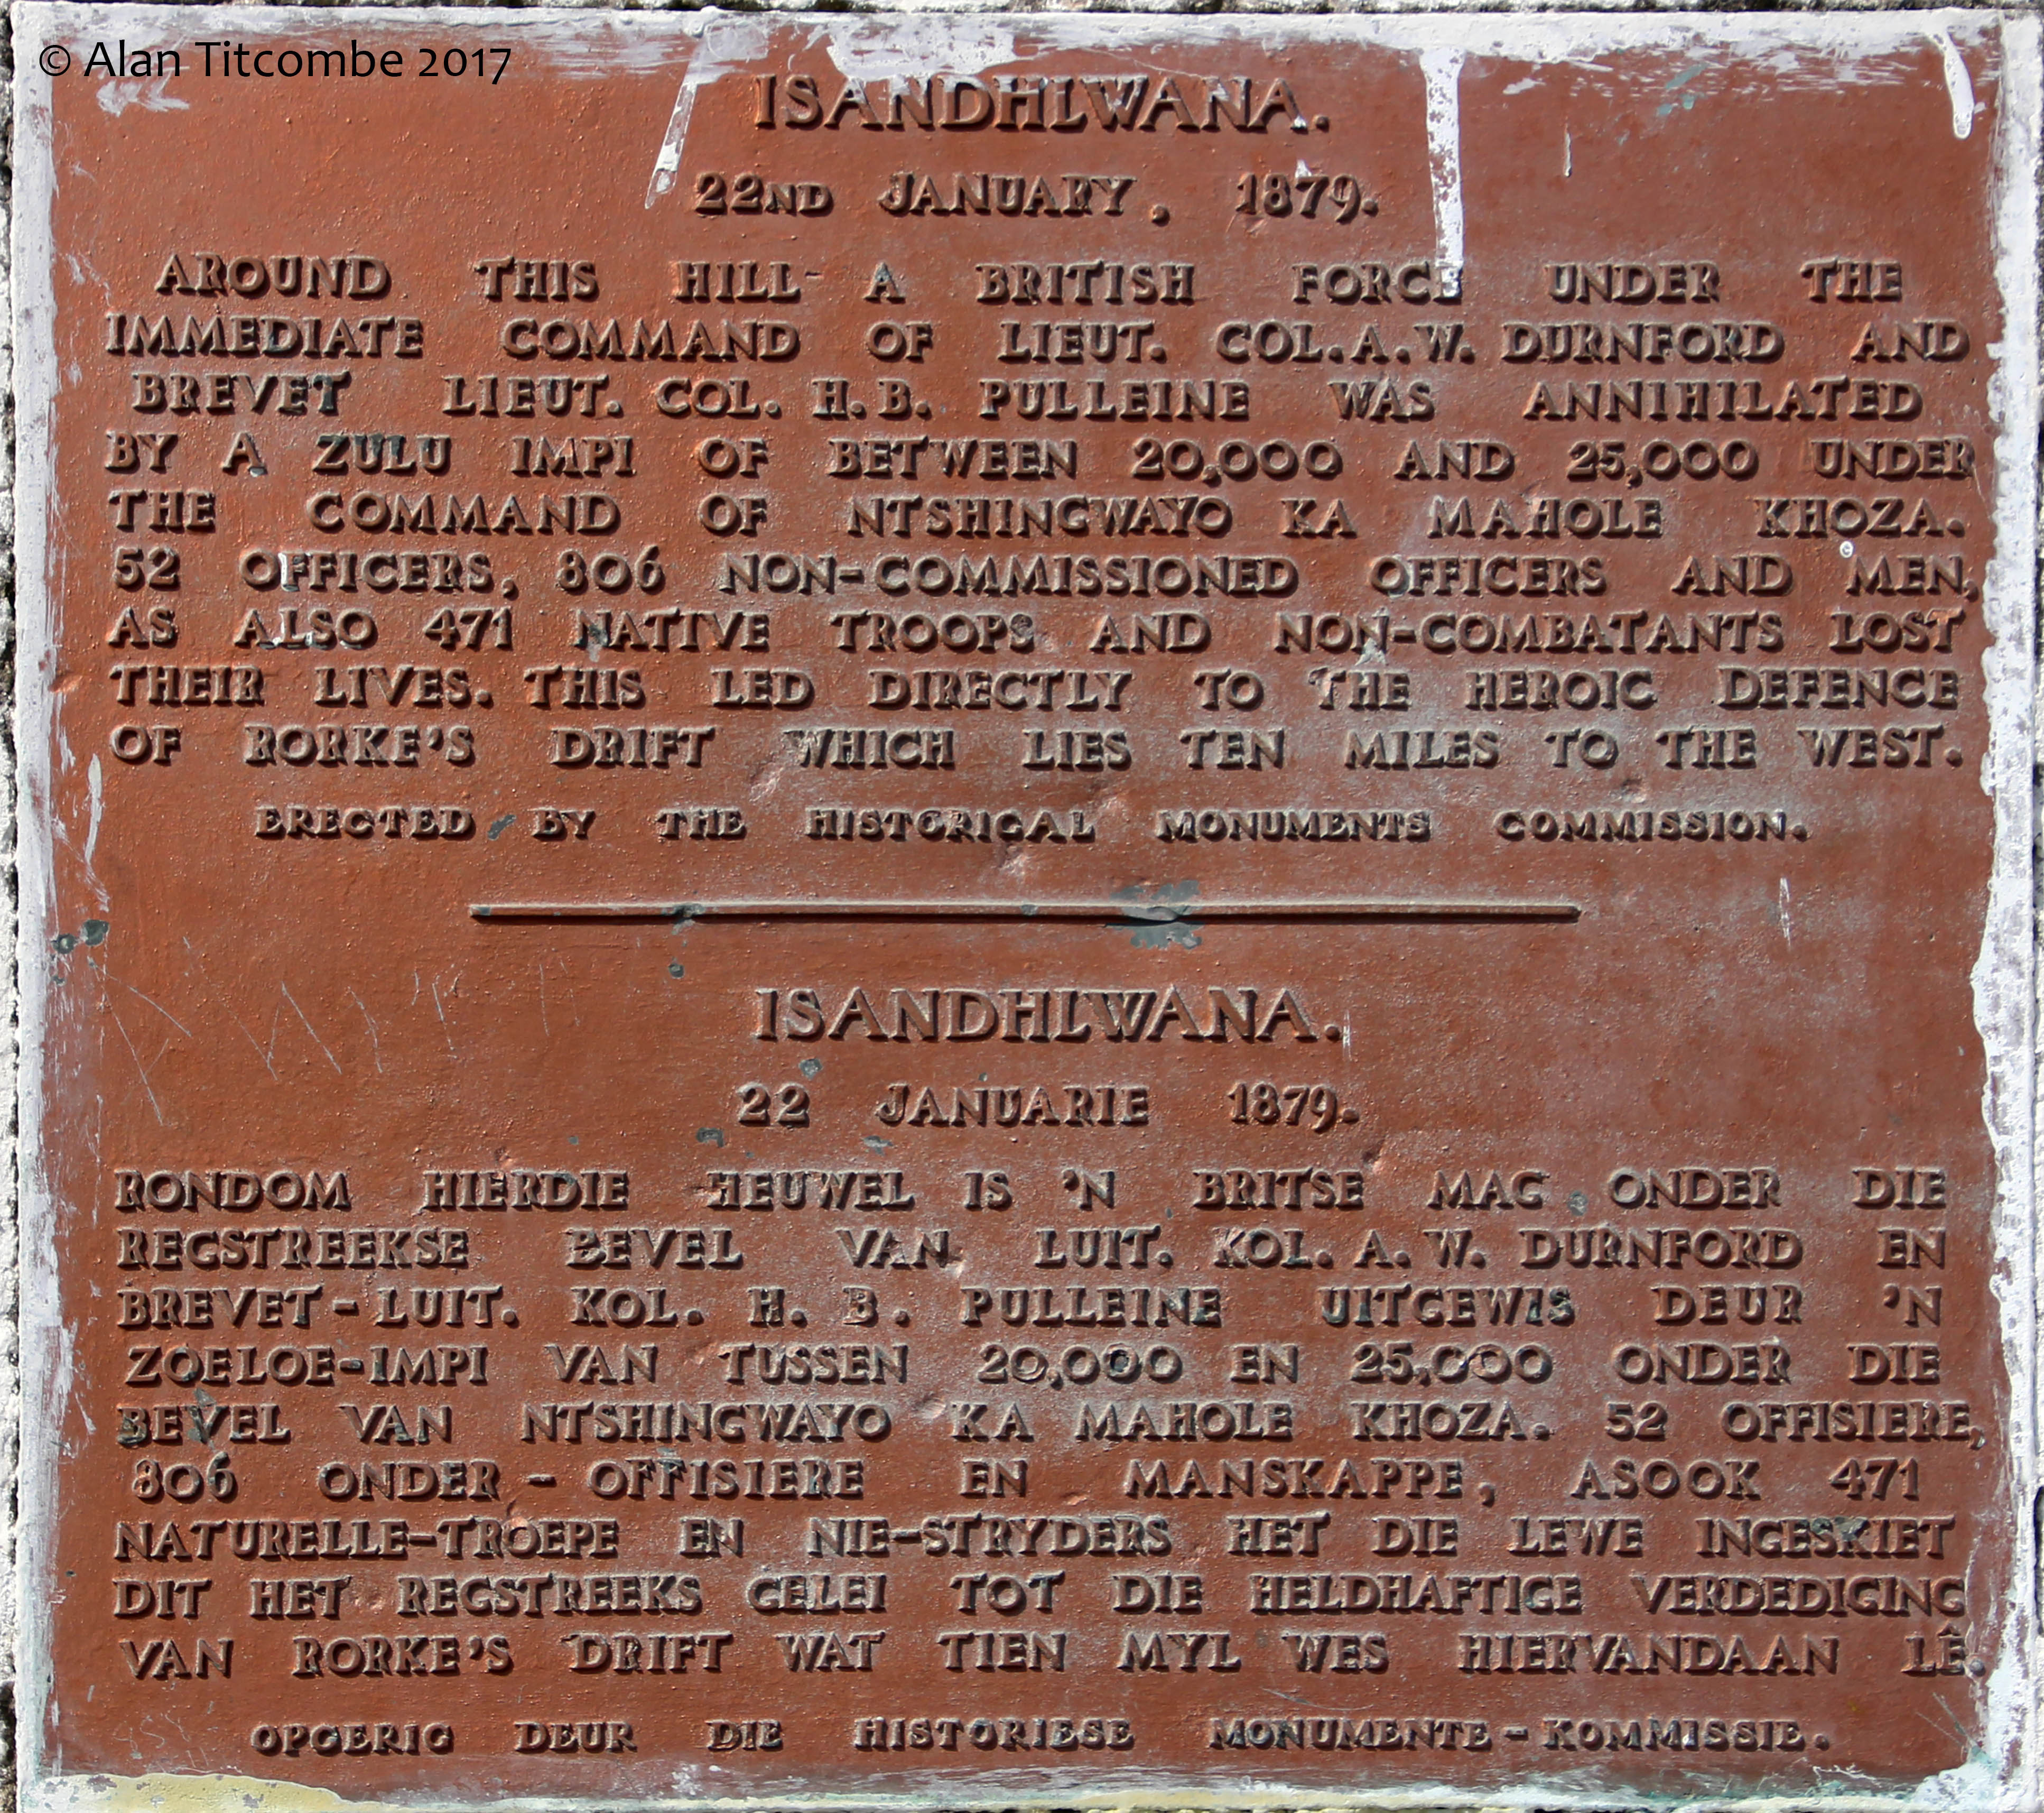 © Alan Titcombe 2017
ISANDHLWANA.
22ND JANUARY, 1879.
AROUND THIS HILL A BRITISH FORCE UNDER THE
IMMEDIATE COMMAND OF LIEUT. COL. A. W. DURNFORD AND
BREVET LIEUT. COL. H. B. PULLEINE WAS ANNIHILATED
BY A ZULU IMPI OF BETWEEN 20,000 AND 25,000 UNDER
THE COMMAND OF NTSHINGWAYO KA MAHOLE KHOZA.
52 OFFICERS, 806 NON-COMMISSIONED OFFICERS AND MEN,
AS ALSO 471 NATIVE TROOPS AND NON-COMBATANTS LOST
THEIR LIVES. THIS LED DIRECTLY TO THE HEROIC DEFENCE
OF RORKE'S DRIFT WHICH LIES TEN MILES TO THE WEST.
ERECTED BY THE HISTORICAL MONUMENTS COMMISSION.
ISANDHLWANA.
22 JANUARIE 1879.
RONDOM HIERDIE HEUWEL IS 'N BRITSE MAG ONDER DIE
REGSTREEKSE BEVEL VAN LUIT. KOL. A. W. DURNFORD EN
BREVET-LUIT. KOL. H. B. PULLEINE UITGEWIS DEUR 'N
ZOELOE-IMPI VAN TUSSEN 20,000 EN 25,000 ONDER DIE
BEVEL VAN NTSHINGWAYO KA MAHOLE KHOZA. 52 OFFISIERE,
806 ONDER-OFFISIERE EN MANSKAPPE, ASOOK 471
NATURELLE-TROEPE EN NIE-STRYDERS HET DIE LEWE INGESKIET
DIT HET REGSTREEKS GELEI TOT DIE HELDHAFTIGE VERDEDIGING
VAN RORKE'S DRIFT WAT TIEN MYL WES HIERVANDAAN LÊ.
OPGERIG DEUR DIE HISTORIESE MONUMENTE-KOMMISSIE.